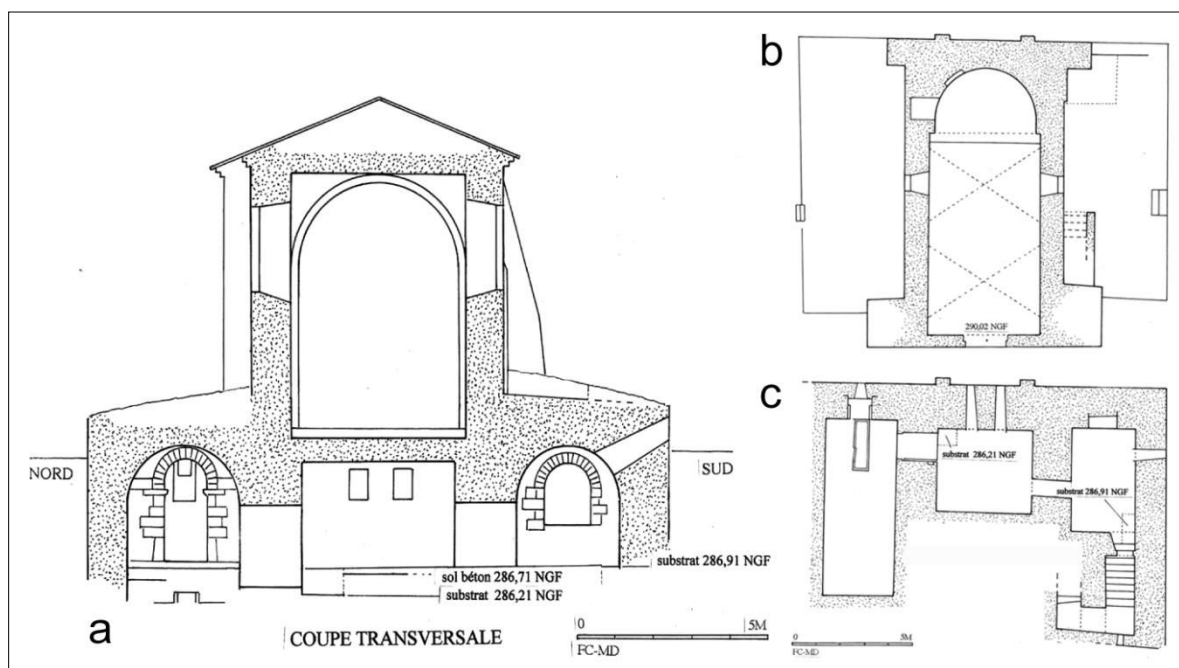 NORD
SUD
substrat 286,91 NGF
sol béton 286,71 NGF
substrat 286,21 NGF
a
COUPE TRANSVERSALE
0 5M
FC-MD
b
290,02 NGF
c
substrat 286,21 NGF
substrat 286,91 NGF
0 5M
FC-MD